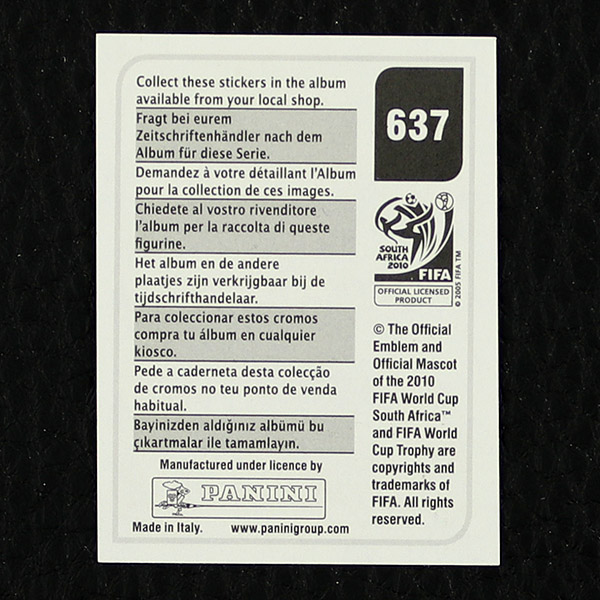 Collect these stickers in the album
available from your local shop.
Fragt bei eurem
Zeitschriftenhändler nach dem
Album für diese Serie.
Demandez à votre détaillant l'Album
pour la collection de ces images.
Chiedete al vostro rivenditore
l'album per la raccolta di queste
figurine.
Het album en de andere
plaatjes zijn verkrijgbaar bij de
tijdschrifthandelaar.
Para coleccionar estos cromos
compra tu álbum en cualquier
kiosco.
Pede a caderneta desta colecção
de cromos no teu ponto de venda
habitual.
Bayinizden aldığınız albümü bu
çıkartmalar ile tamamlayın.
Manufactured under licence by
PANINI
Made in Italy. www.paninigroup.com
637
SOUTH
AFRICA
2010
FIFA
OFFICIAL LICENSED
PRODUCT
© 2005 FIFA TM
© The Official
Emblem and
Official Mascot
of the 2010
FIFA World Cup
South Africa™
and FIFA World
Cup Trophy are
copyrights and
trademarks of
FIFA. All rights
reserved.